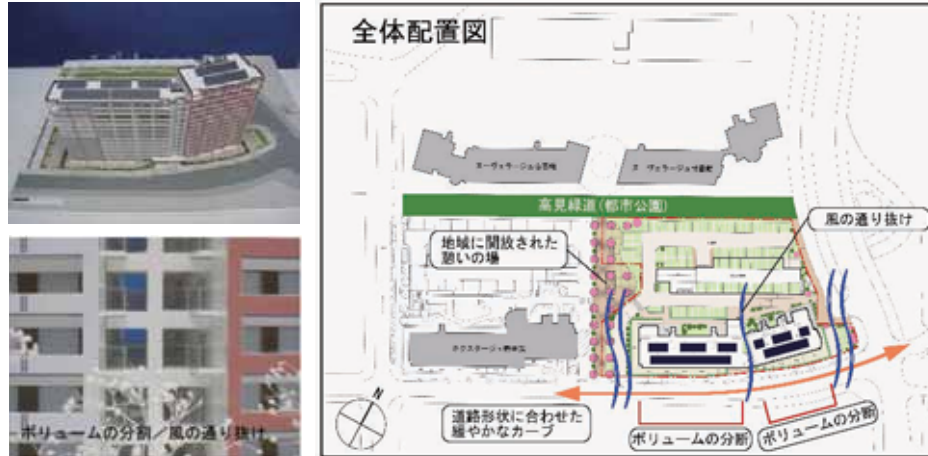 全体配置図
高見緑道(都市公園)
風の通り抜け
地域に開放された
憩いの場
N
道路形状に合わせた
緩やかなカーブ
ボリュームの分断
ボリュームの分断
ボリュームの分割／風の通り抜け